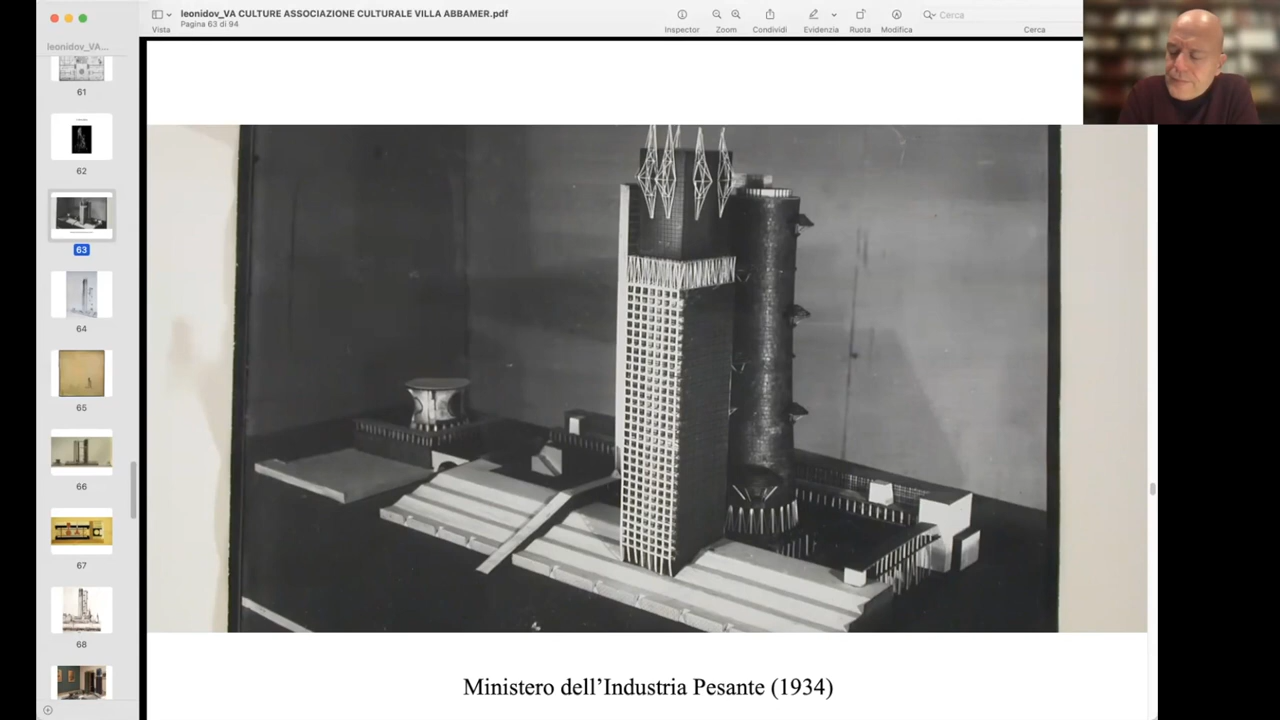 leonidov_VA CULTURE ASSOCIAZIONE CULTURALE VILLA ABBAMER.pdf
Pagina 63 di 94
Vista
Inspector
Zoom
Condividi
Evidenzia
Ruota
Modifica
Cerca
Cerca
leonidov_VA...
61
62
63
64
65
66
67
68
Ministero dell’Industria Pesante (1934)